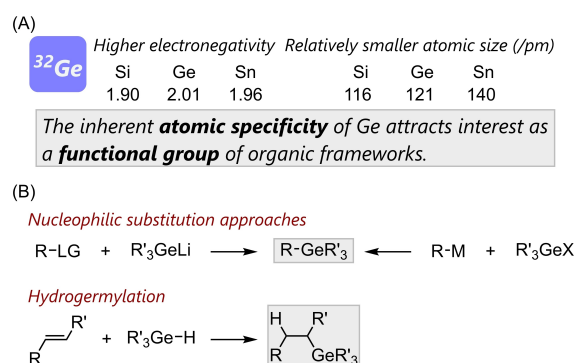 (A)
Higher electronegativity Relatively smaller atomic size (/pm)
32Ge
Si Ge Sn Si Ge Sn
1.90 2.01 1.96 116 121 140
The inherent atomic specificity of Ge attracts interest as
a functional group of organic frameworks.
(B)
Nucleophilic substitution approaches
R-LG + R'3GeLi R-GeR'3 R-M + R'3GeX
Hydrogermylation
R' H R'
R'3Ge-H
+
R R GeR'3